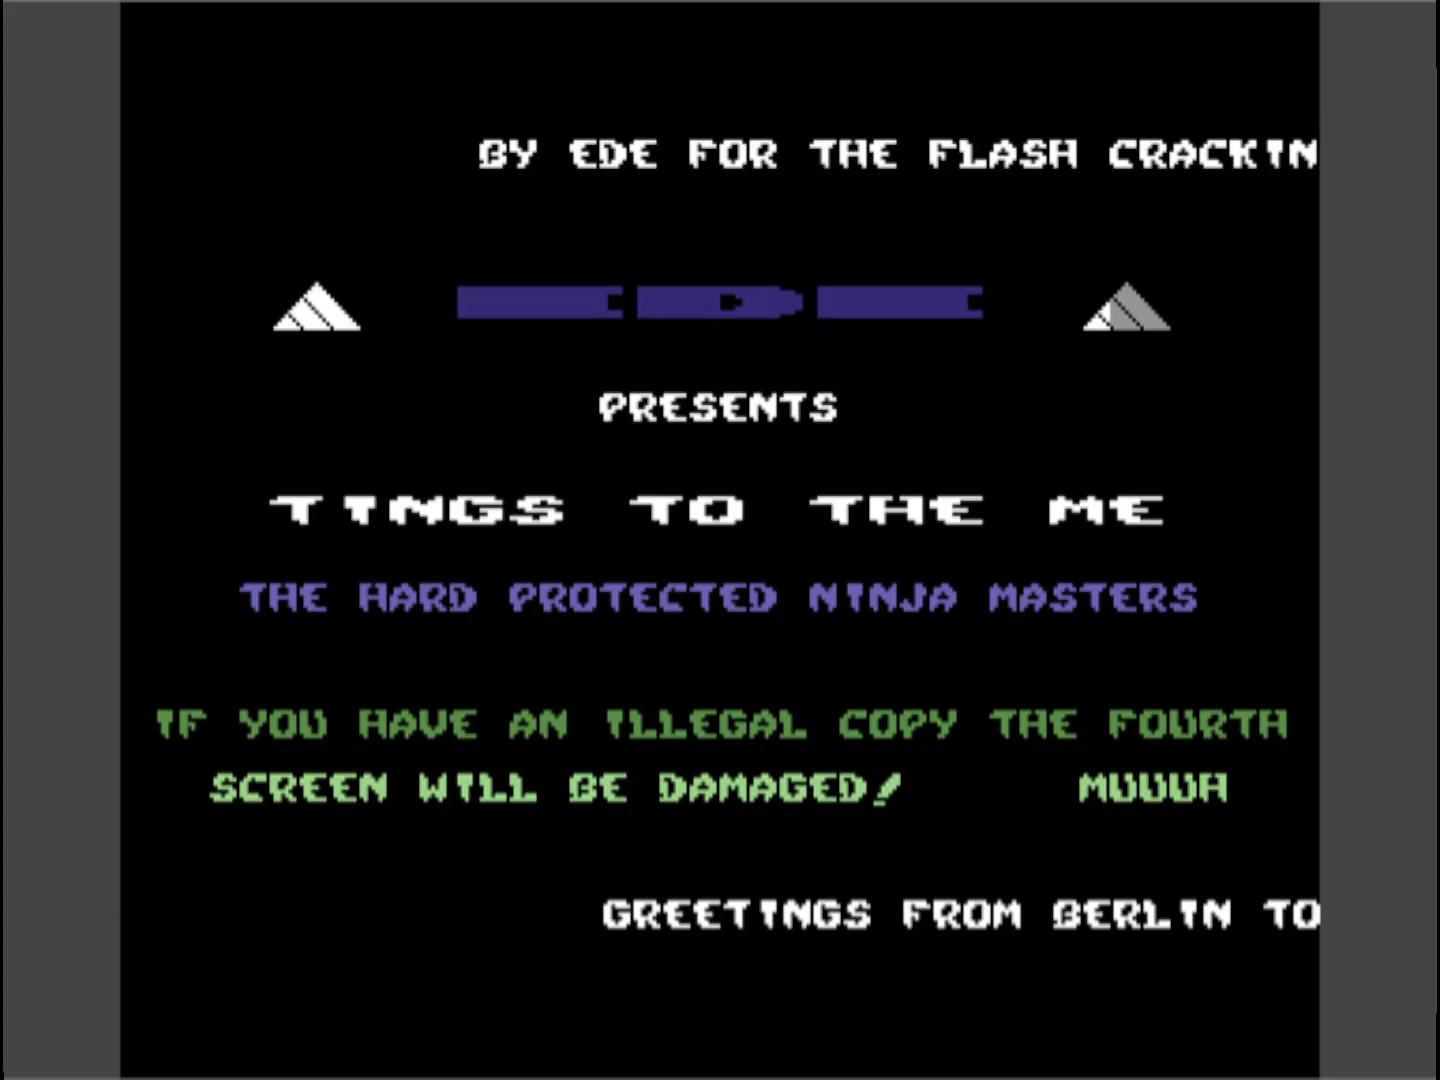 BY EDE FOR THE FLASH CRACKIN
PRESENTS
TINGS TO THE ME
THE HARD PROTECTED NINJA MASTERS
IF YOU HAVE AN ILLEGAL COPY THE FOURTH
SCREEN WILL BE DAMAGED! MUUUH
GREETINGS FROM BERLIN TO